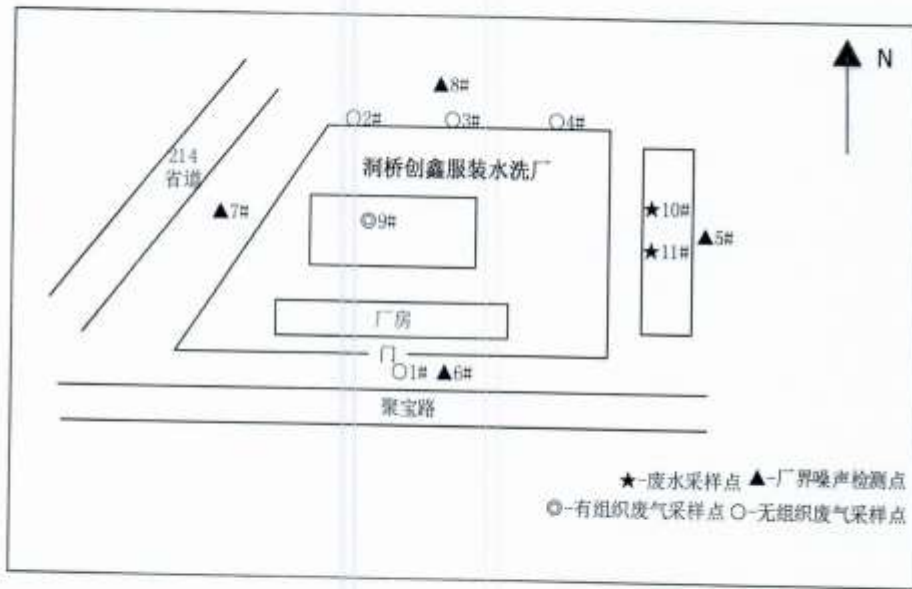 N
▲8#
○2# ○3# ○4#
214
省道
洞桥创鑫服装水洗厂
▲7#
◎9#
★10#
★11#
▲5#
厂房
门
○1# ▲6#
聚宝路
★-废水采样点 ▲-厂界噪声检测点
◎-有组织废气采样点 ○-无组织废气采样点